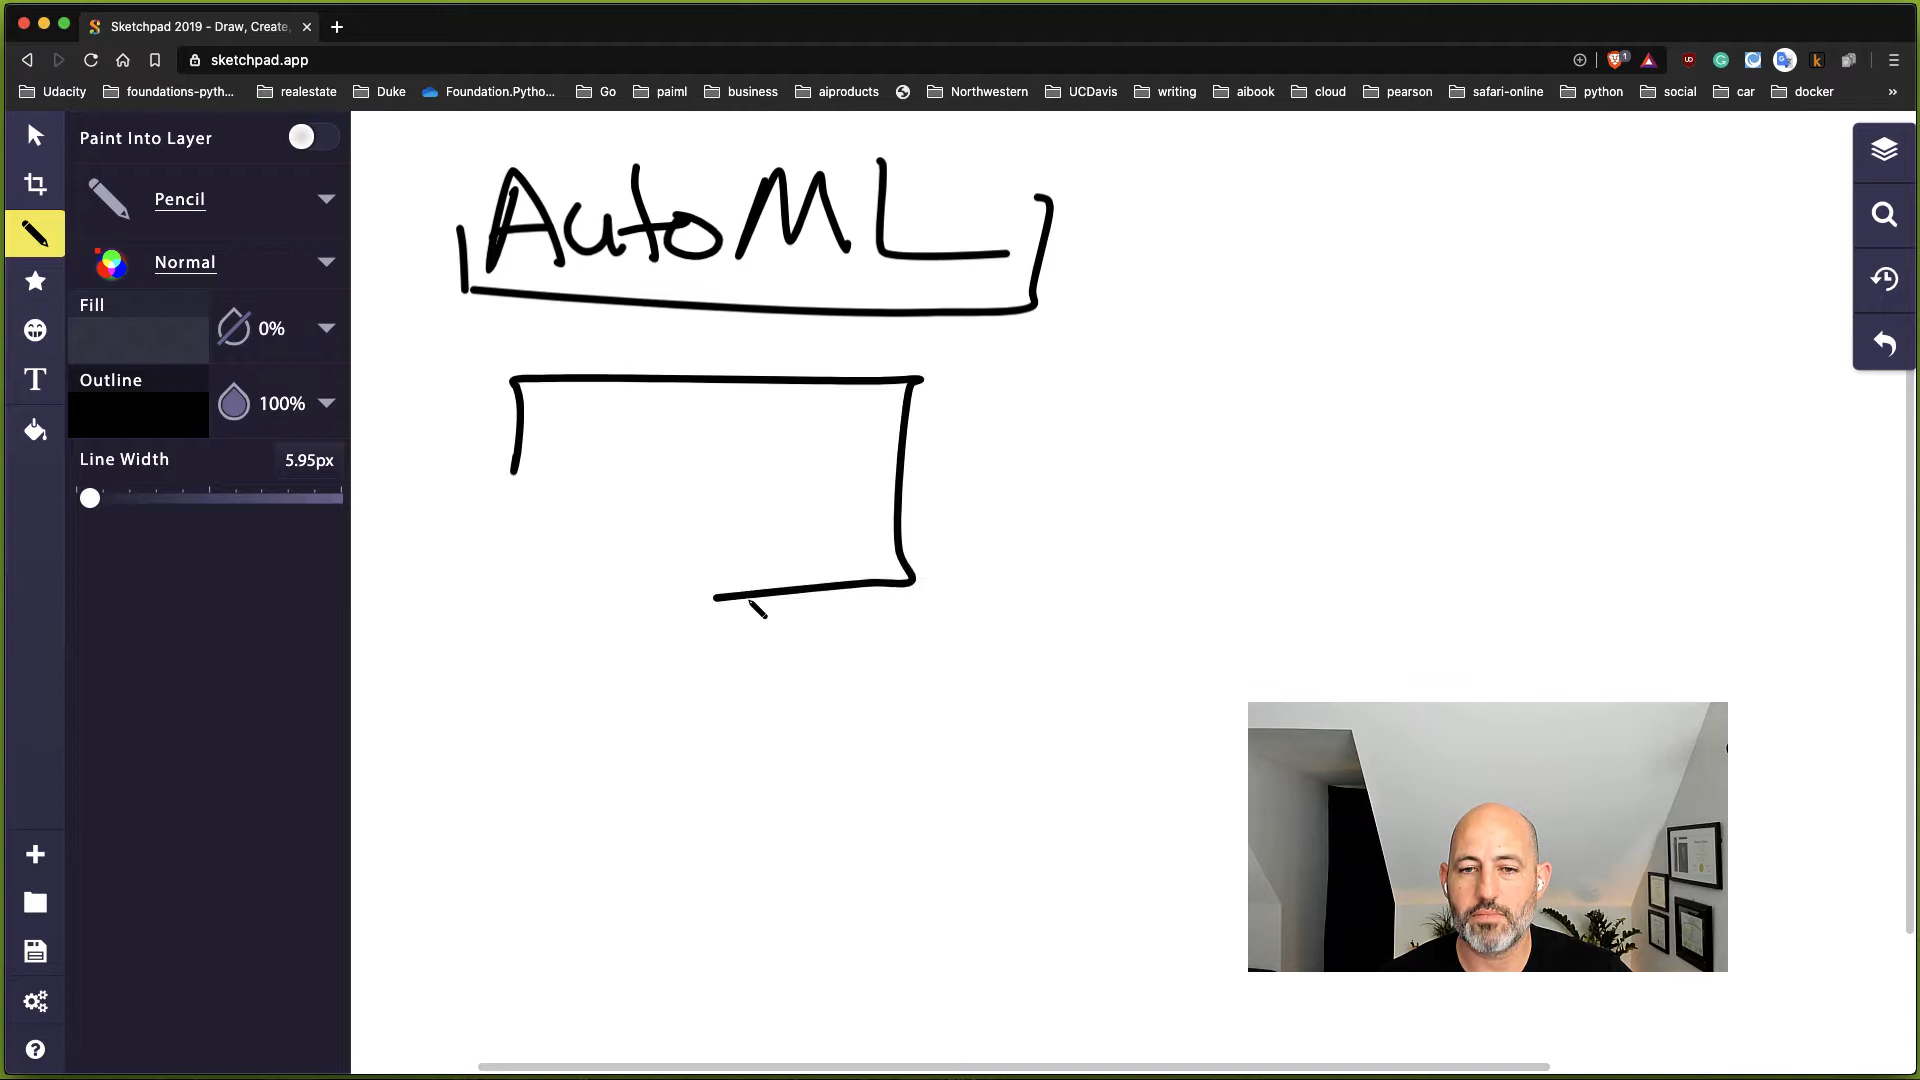 Sketchpad 2019 - Draw, Create,
sketchpad.app
1
Udacity foundations-pyth... realestate Duke Foundation.Pytho... Go paiml business aiproducts Northwestern UCDavis writing aibook cloud pearson safari-online python social car docker »
Paint Into Layer
Pencil
Normal
Fill
0%
Outline
100%
Line Width 5.95px
AutoML